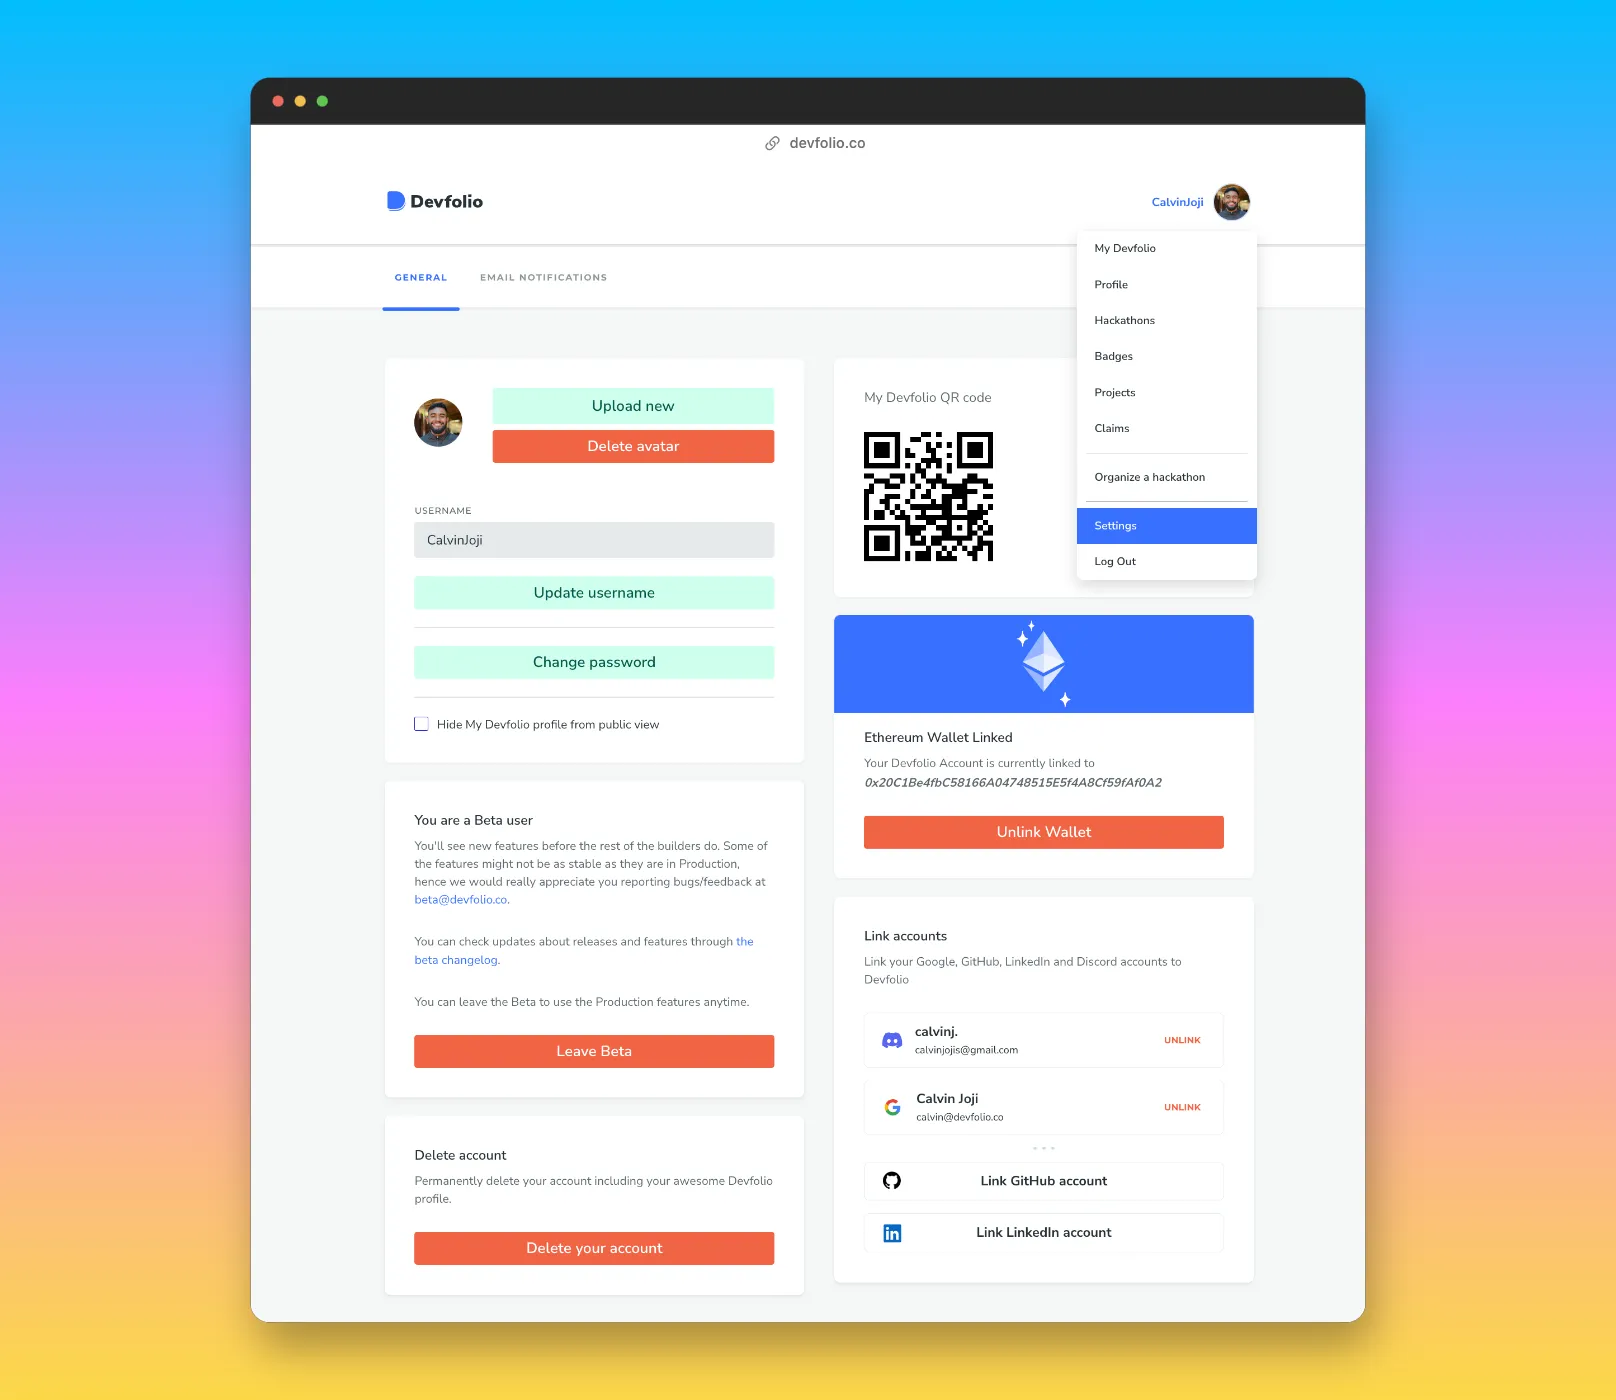 devfolio.co
Devfolio
CalvinJoji
GENERAL
EMAIL NOTIFICATIONS
My Devfolio
Profile
Hackathons
Badges
Projects
Claims
Organize a hackathon
Settings
Log Out
Upload new
Delete avatar
USERNAME
CalvinJoji
Update username
Change password
Hide My Devfolio profile from public view
You are a Beta user
You'll see new features before the rest of the builders do. Some of
the features might not be as stable as they are in Production,
hence we would really appreciate you reporting bugs/feedback at
beta@devfolio.co.
You can check updates about releases and features through the
beta changelog.
You can leave the Beta to use the Production features anytime.
Leave Beta
Delete account
Permanently delete your account including your awesome Devfolio
profile.
Delete your account
My Devfolio QR code
Ethereum Wallet Linked
Your Devfolio Account is currently linked to
0x20C1Be4fbC58166A04748515E5f4A8Cf59fAf0A2
Unlink Wallet
Link accounts
Link your Google, GitHub, LinkedIn and Discord accounts to
Devfolio
calvinj.
calvinjojis@gmail.com
UNLINK
Calvin Joji
calvin@devfolio.co
UNLINK
Link GitHub account
in
Link LinkedIn account